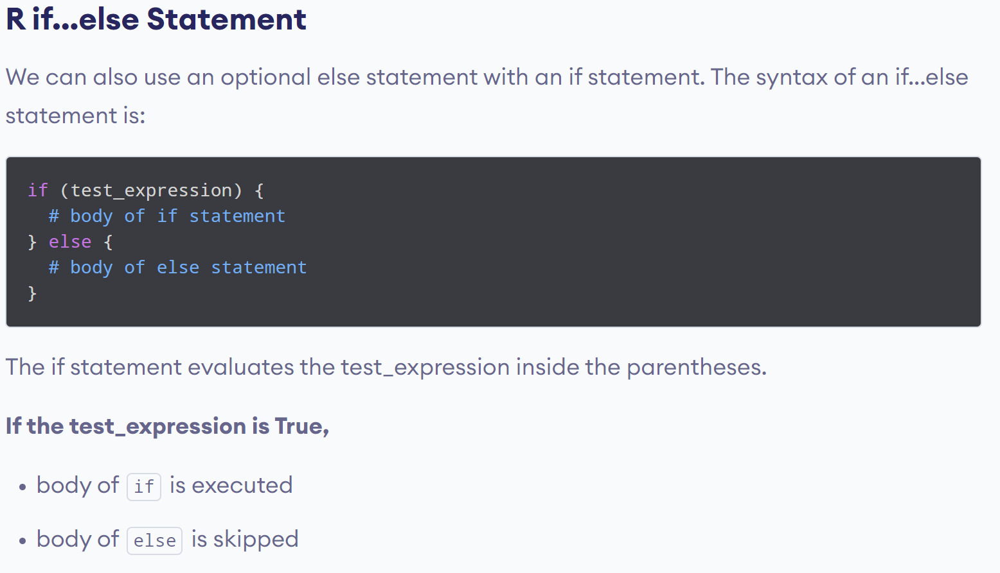 R if...else Statement
We can also use an optional else statement with an if statement. The syntax of an if...else
statement is:
if (test_expression) {
  # body of if statement
} else {
  # body of else statement
}
The if statement evaluates the test_expression inside the parentheses.
If the test_expression is True,
• body of if is executed
• body of else is skipped